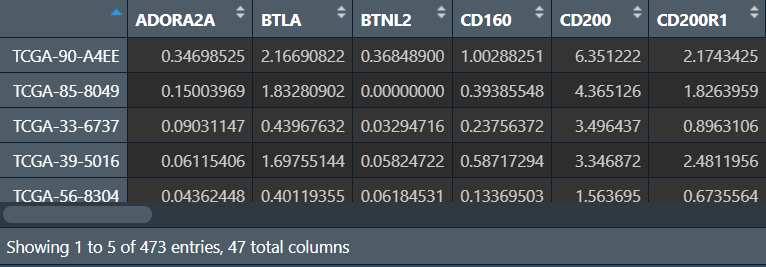 ADORA2A BTLA BTNL2 CD160 CD200 CD200R1
TCGA-90-A4EE 0.34698525 2.16690822 0.36848900 1.00288251 6.351222 2.1743425
TCGA-85-8049 0.15003969 1.83280902 0.00000000 0.39385548 4.365126 1.8263959
TCGA-33-6737 0.09031147 0.43967632 0.03294716 0.23756372 3.496437 0.8963106
TCGA-39-5016 0.06115406 1.69755144 0.05824722 0.58717294 3.346872 2.4811956
TCGA-56-8304 0.04362448 0.40119355 0.06184531 0.13369503 1.563695 0.6735564
Showing 1 to 5 of 473 entries, 47 total columns